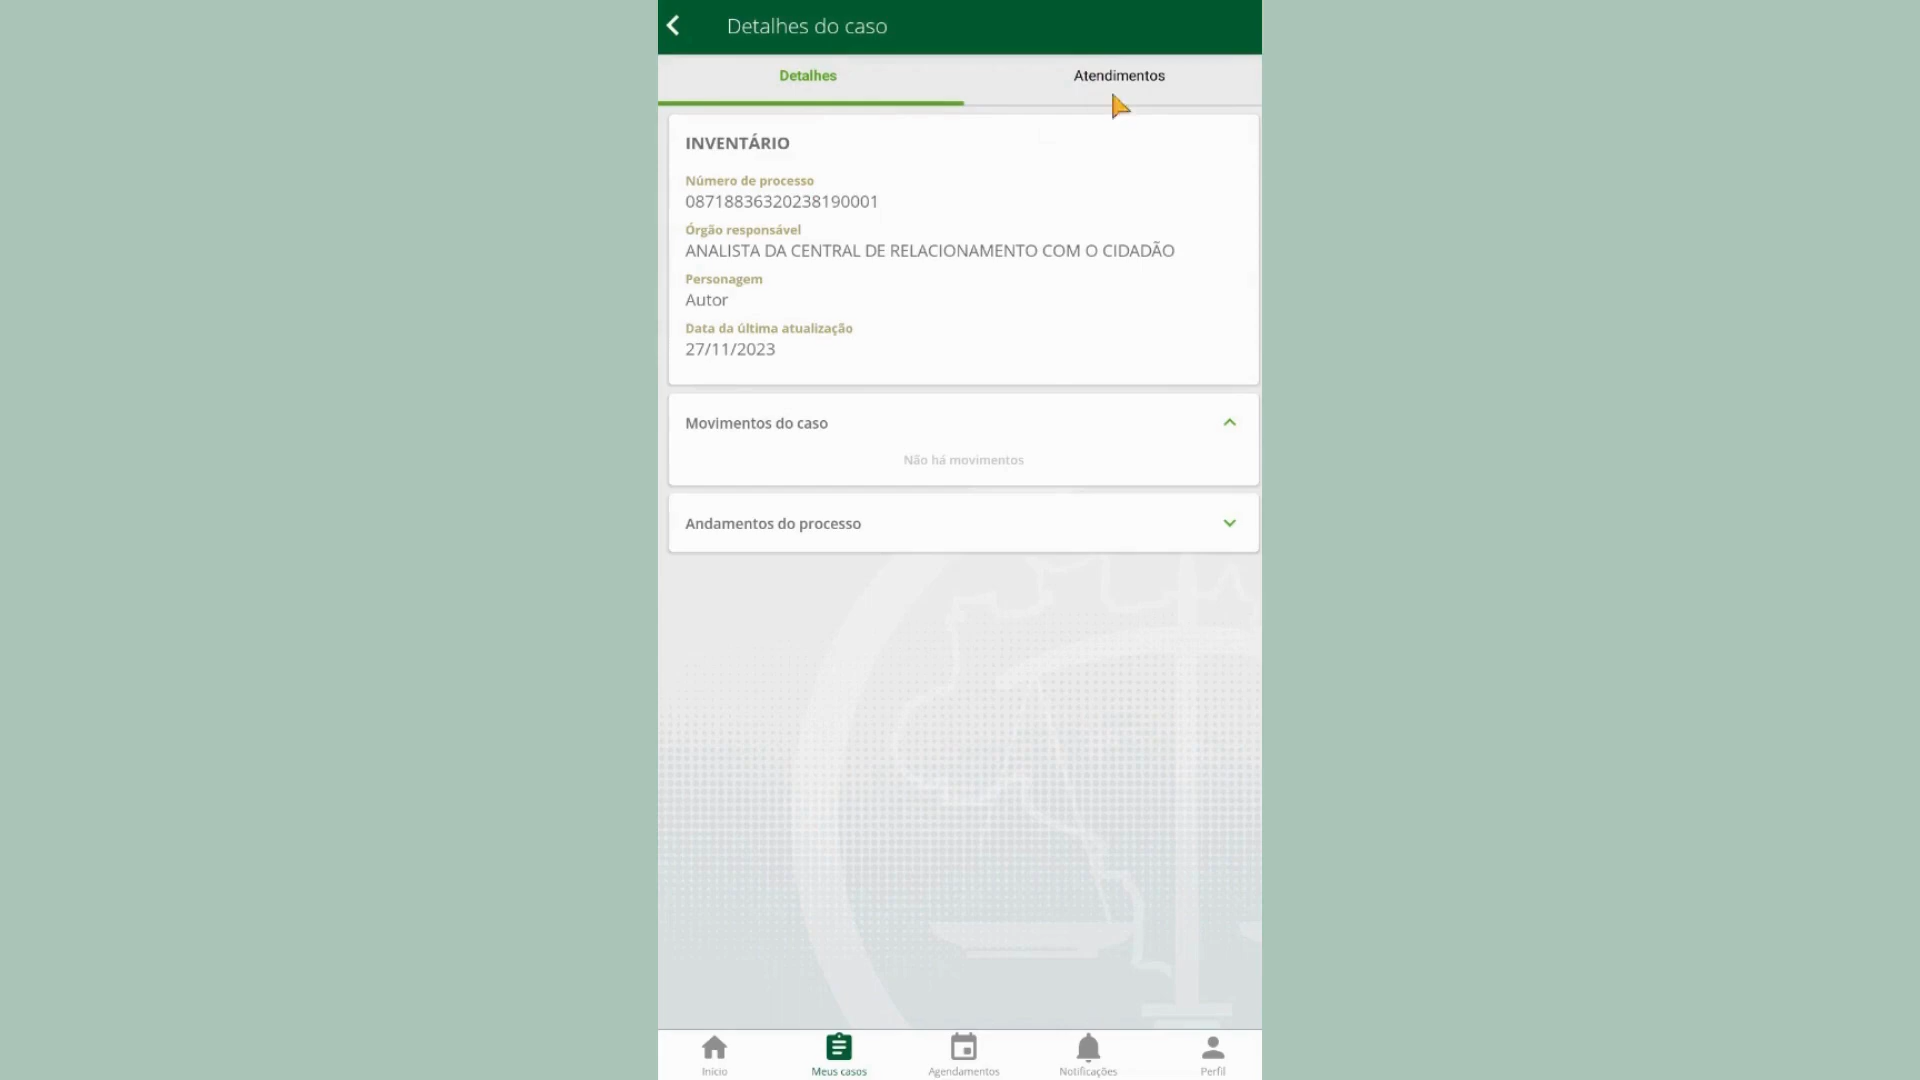 Detalhes do caso
Detalhes
Atendimentos
INVENTÁRIO
Número de processo
08718836320238190001
Órgão responsável
ANALISTA DA CENTRAL DE RELACIONAMENTO COM O CIDADÃO
Personagem
Autor
Data da última atualização
27/11/2023
Movimentos do caso
Não há movimentos
Andamentos do processo
Início
Meus casos
Agendamentos
Notificações
Perfil